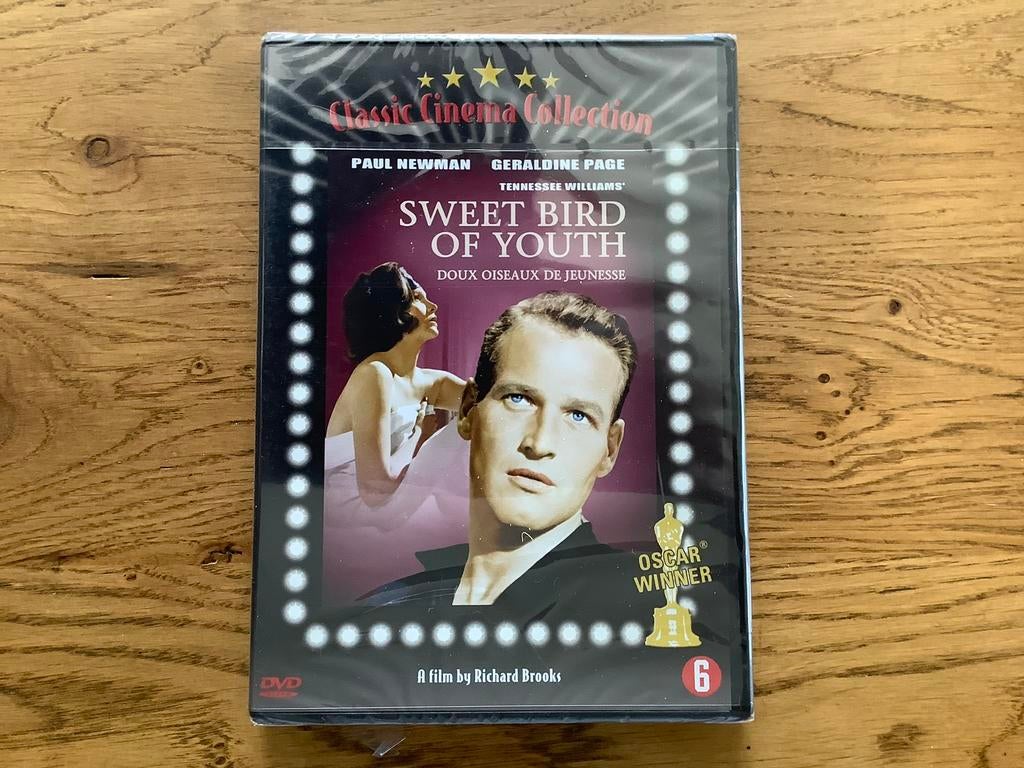 Classic Cinema Collection
PAUL NEWMAN GERALDINE PAGE
TENNESSEE WILLIAMS'
SWEET BIRD
OF YOUTH
DOUX OISEAUX DE JEUNESSE
OSCAR®
WINNER
A film by Richard Brooks
DVD
6